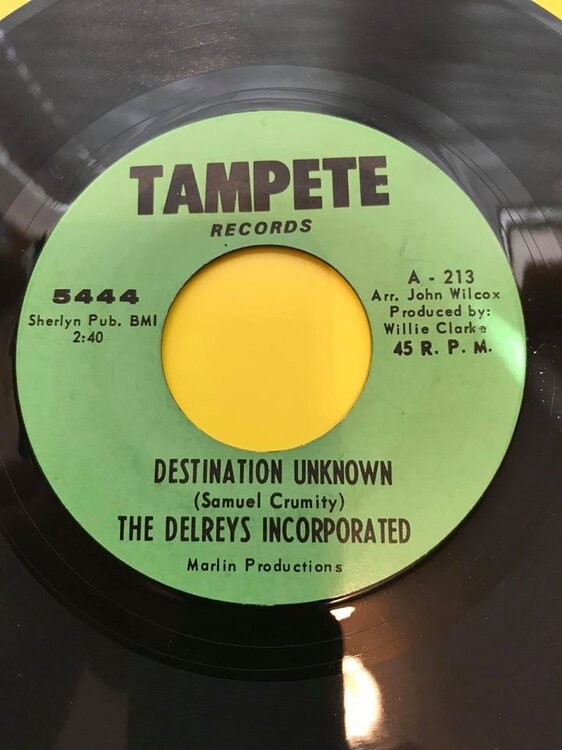 TAMPETE
RECORDS
5444
Sherlyn Pub. BMI
2:40
A - 213
Arr. John Wilcox
Produced by:
Willie Clarke
45 R. P. M.
DESTINATION UNKNOWN
(Samuel Crumity)
THE DELREYS INCORPORATED
Marlin Productions